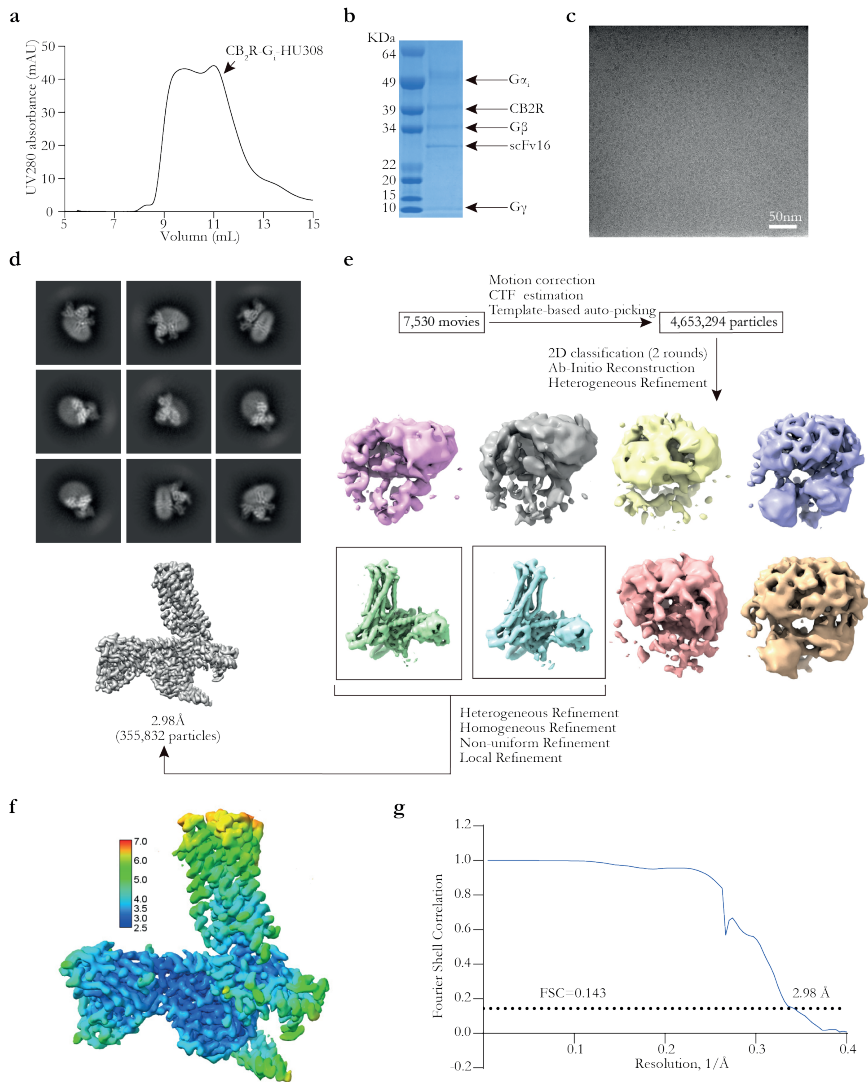 a
50
40
30
20
10
0
5
7
9
11
13
15
UV280 absorbance (mAU)
Volumn (mL)
CB₂R-Gᵢ-HU308
b
KDa
64
49
39
34
22
20
15
10
Gαᵢ
CB2R
Gβ
scFv16
Gγ
c
50nm
d
2.98Å
(355,832 particles)
e
7,530 movies
Motion correction
CTF estimation
Template-based auto-picking
4,653,294 particles
2D classification (2 rounds)
Ab-Initio Reconstruction
Heterogeneous Refinement
Heterogeneous Refinement
Homogeneous Refinement
Non-uniform Refinement
Local Refinement
f
7.0
6.0
5.0
4.0
3.5
3.0
2.5
g
1.2
1.0
0.8
0.6
0.4
0.2
0.0
-0.2
Fourier Shell Correlation
FSC=0.143
2.98 Å
0.1
0.2
0.3
0.4
Resolution, 1/Å